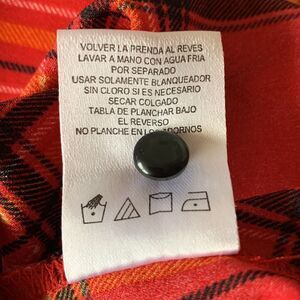 VOLVER LA PRENDA AL REVES
LAVAR A MANO CON AGUA FRIA
POR SEPARADO
USAR SOLAMENTE BLANQUEADOR
SIN CLORO SI ES NECESARIO
SECAR COLGADO
TABLA DE PLANCHAR BAJO
EL REVERSO
NO PLANCHE EN LOS ADORNOS